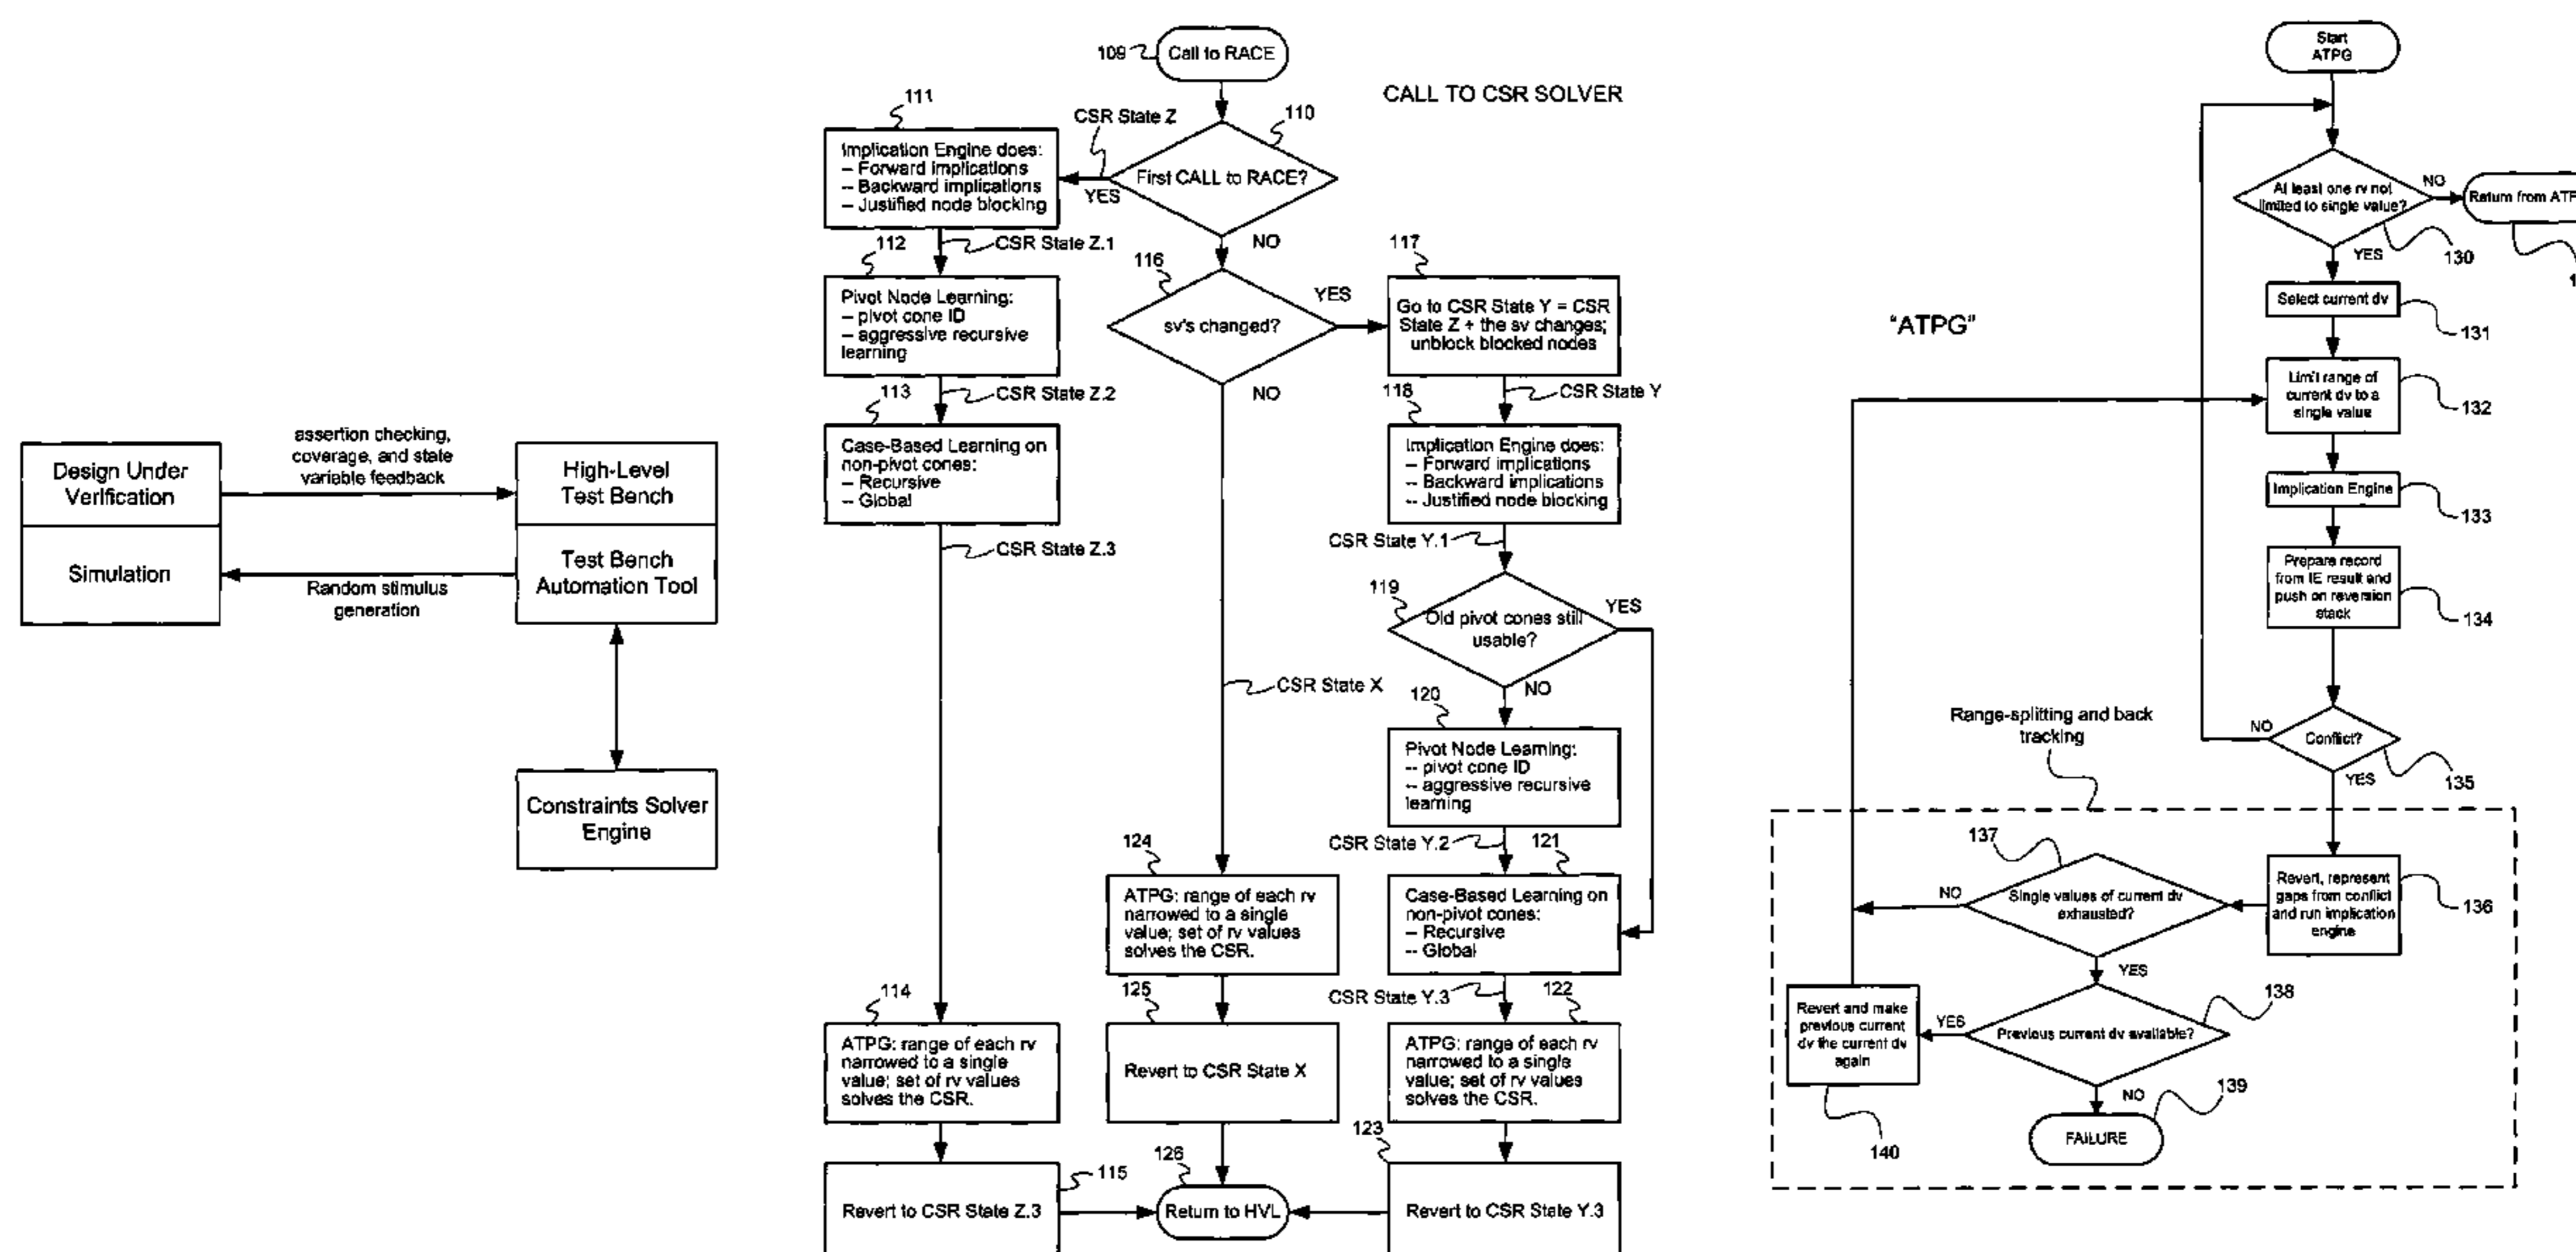 Design Under
Verification
Simulation
assertion checking,
coverage, and state
variable feedback
Random stimulus
generation
High-Level
Test Bench
Test Bench
Automation Tool
Constraints Solver
Engine
CALL TO CSR SOLVER
109
Call to RACE
110
First CALL to RACE?
CSR State Z
YES
NO
111
Implication Engine does:
-- Forward implications
-- Backward implications
-- Justified node blocking
CSR State Z.1
112
Pivot Node Learning:
-- pivot cone ID
-- aggressive recursive
learning
CSR State Z.2
113
Case-Based Learning on
non-pivot cones:
-- Recursive
-- Global
CSR State Z.3
114
ATPG: range of each rv
narrowed to a single
value; set of rv values
solves the CSR.
115
Revert to CSR State Z.3
116
sv's changed?
YES
NO
CSR State X
124
ATPG: range of each rv
narrowed to a single
value; set of rv values
solves the CSR.
125
Revert to CSR State X
126
Return to HVL
117
Go to CSR State Y = CSR
State Z + the sv changes;
unblock blocked nodes
CSR State Y
118
Implication Engine does:
-- Forward implications
-- Backward implications
-- Justified node blocking
CSR State Y.1
119
Old pivot cones still
usable?
YES
NO
120
Pivot Node Learning:
-- pivot cone ID
-- aggressive recursive
learning
CSR State Y.2
121
Case-Based Learning on
non-pivot cones:
-- Recursive
-- Global
CSR State Y.3
122
ATPG: range of each rv
narrowed to a single
value; set of rv values
solves the CSR.
123
Revert to CSR State Y.3
"ATPG"
Start
ATPG
At least one rv not
limited to single value?
NO
Return from
YES
130
Select current dv
131
Limit range of
current dv to a
single value
132
Implication Engine
133
Prepare record
from IE result and
push on reversion
stack
134
Conflict?
NO
YES
135
Range-splitting and back
tracking
Revert, represent
gaps from conflict
and run implication
engine
136
137
Single values of current dv
exhausted?
NO
YES
138
Previous current dv available?
YES
NO
Revert and make
previous current
dv the current dv
again
140
FAILURE
139